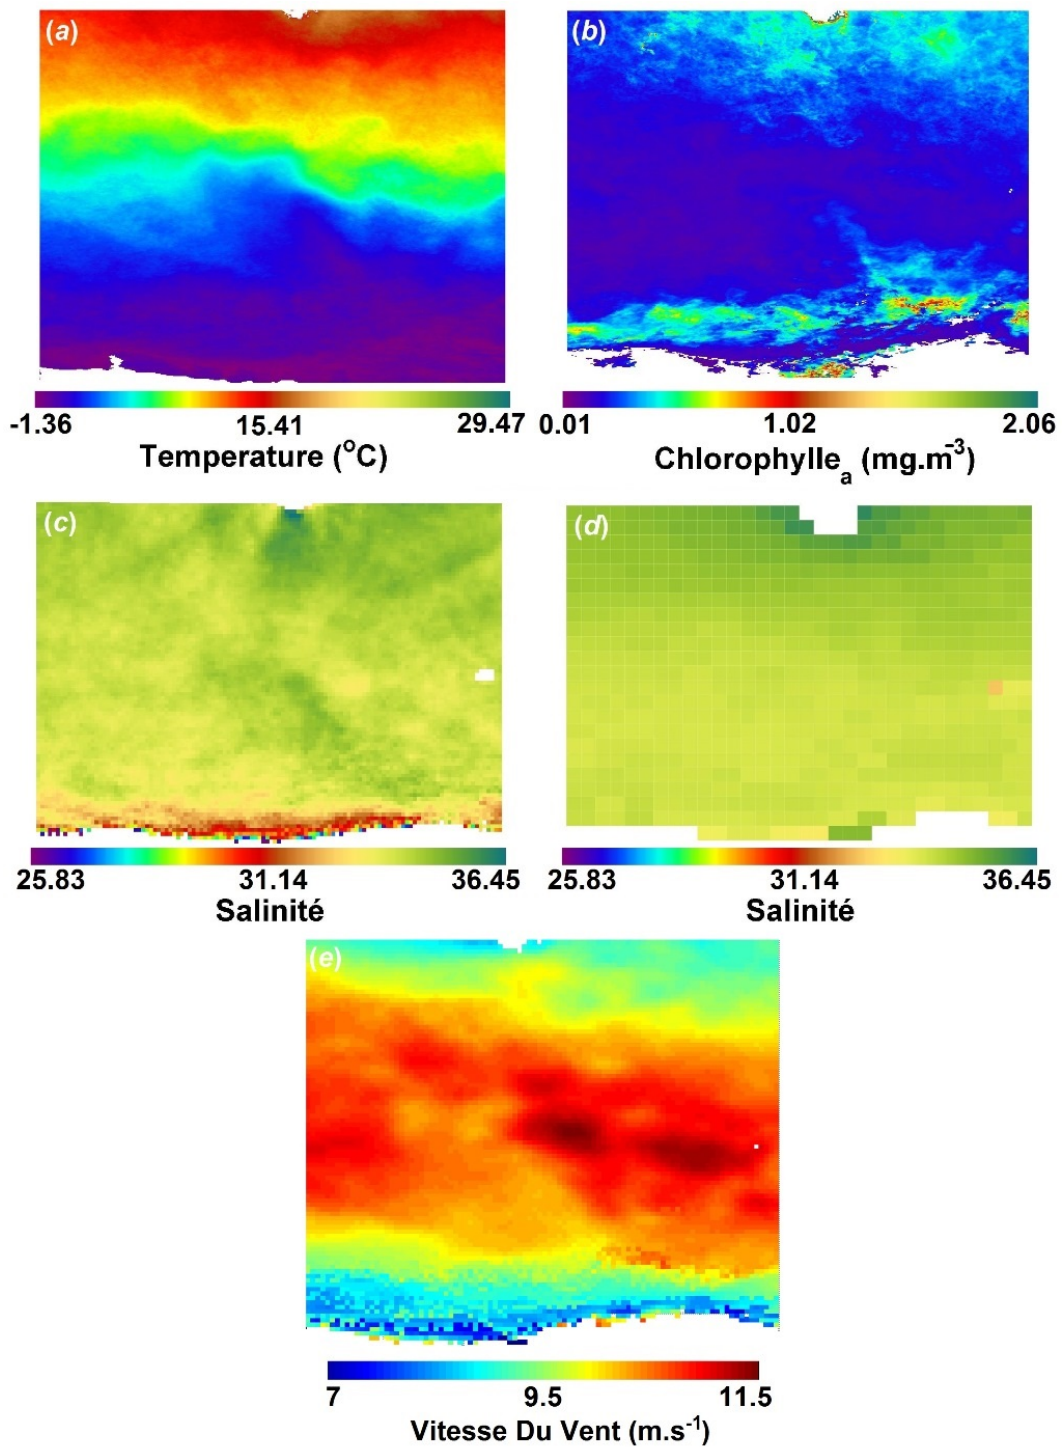 (a)
(b)
-1.36 15.41 29.47
Temperature (°C)
0.01 1.02 2.06
Chlorophylleₐ (mg.m⁻³)
(c)
(d)
25.83 31.14 36.45
Salinité
25.83 31.14 36.45
Salinité
(e)
7 9.5 11.5
Vitesse Du Vent (m.s⁻¹)